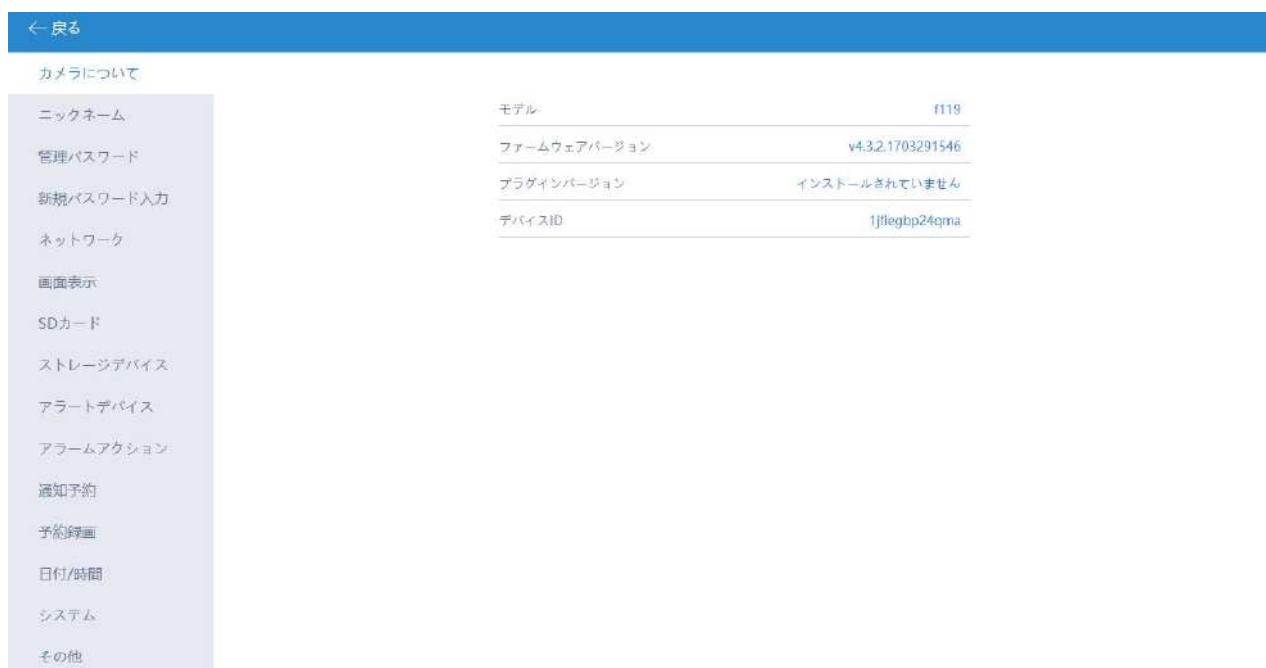 ← 戻る
カメラについて
ニックネーム
管理パスワード
新規パスワード入力
ネットワーク
画面表示
SDカード
ストレージデバイス
アラートデバイス
アラームアクション
通知予約
予約録画
日付/時間
システム
その他
モデル f119
ファームウェアバージョン v4.3.2.1703291546
プラグインバージョン インストールされていません
デバイスID